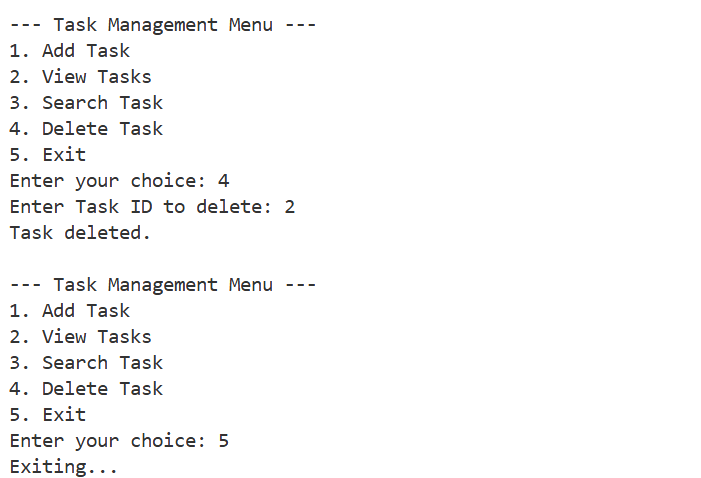 --- Task Management Menu ---
1. Add Task
2. View Tasks
3. Search Task
4. Delete Task
5. Exit
Enter your choice: 4
Enter Task ID to delete: 2
Task deleted.

--- Task Management Menu ---
1. Add Task
2. View Tasks
3. Search Task
4. Delete Task
5. Exit
Enter your choice: 5
Exiting...